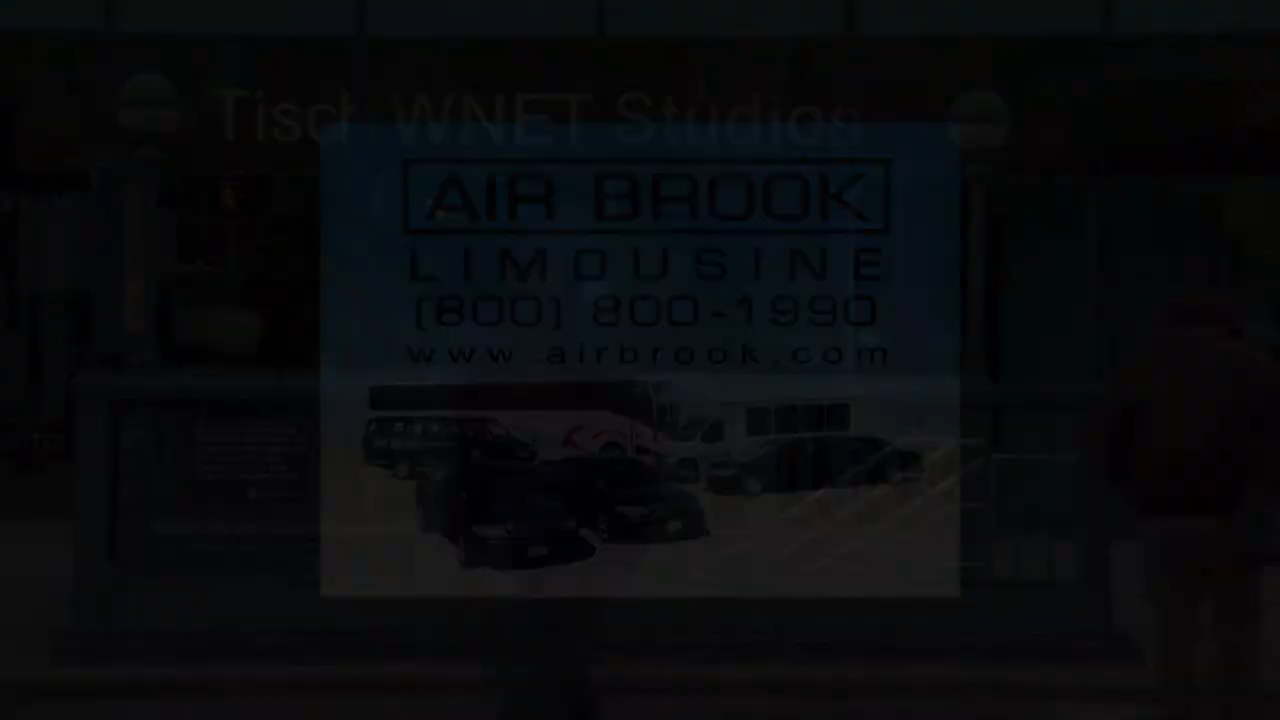 Tisch WNET Studios
AIR BROOK
LIMOUSINE
(800) 800-1990
www.airbrook.com